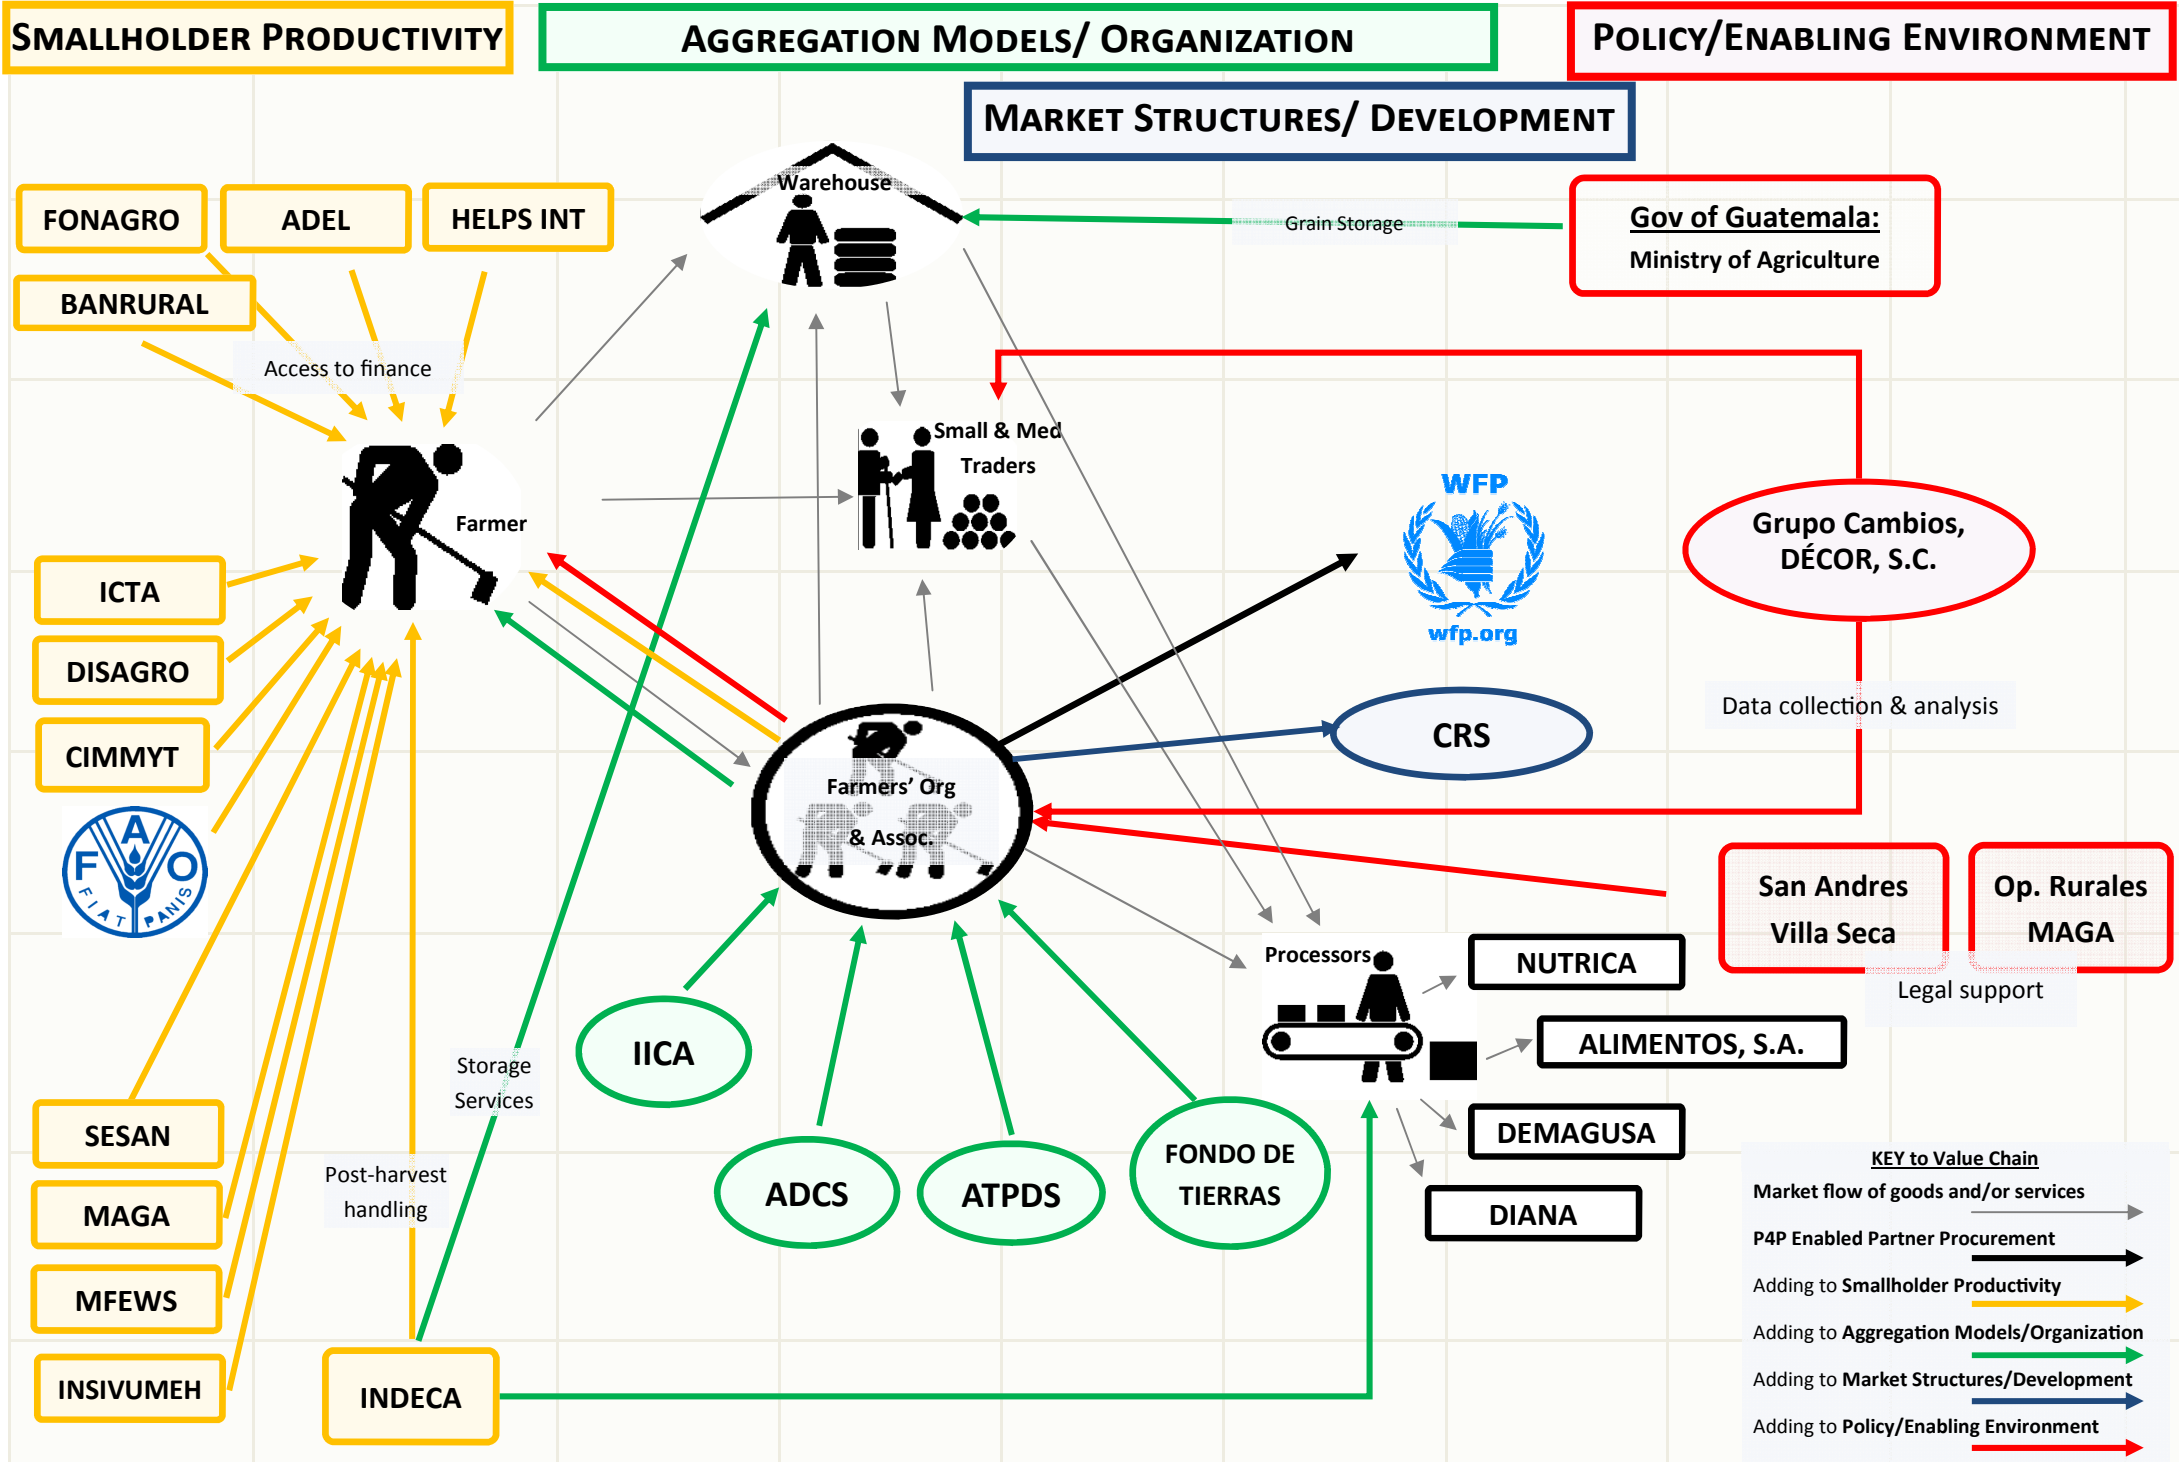 SMALLHOLDER PRODUCTIVITY
AGGREGATION MODELS/ ORGANIZATION
POLICY/ENABLING ENVIRONMENT
MARKET STRUCTURES/ DEVELOPMENT
Warehouse
FONAGRO
ADEL
HELPS INT
BANRURAL
Access to finance
Grain Storage
Gov of Guatemala:
Ministry of Agriculture
Small & Med
Traders
Farmer
WFP
wfp.org
Grupo Cambios,
DÉCOR, S.C.
ICTA
DISAGRO
CIMMYT
F A O
FIAT PANIS
Data collection & analysis
CRS
Farmers' Org
& Assoc.
San Andres
Villa Seca
Op. Rurales
MAGA
Legal support
Processors
NUTRICA
ALIMENTOS, S.A.
DEMAGUSA
DIANA
IICA
ADCS
ATPDS
FONDO DE
TIERRAS
Storage
Services
Post-harvest
handling
SESAN
MAGA
MFEWS
INSIVUMEH
INDECA
KEY to Value Chain
Market flow of goods and/or services
P4P Enabled Partner Procurement
Adding to Smallholder Productivity
Adding to Aggregation Models/Organization
Adding to Market Structures/Development
Adding to Policy/Enabling Environment